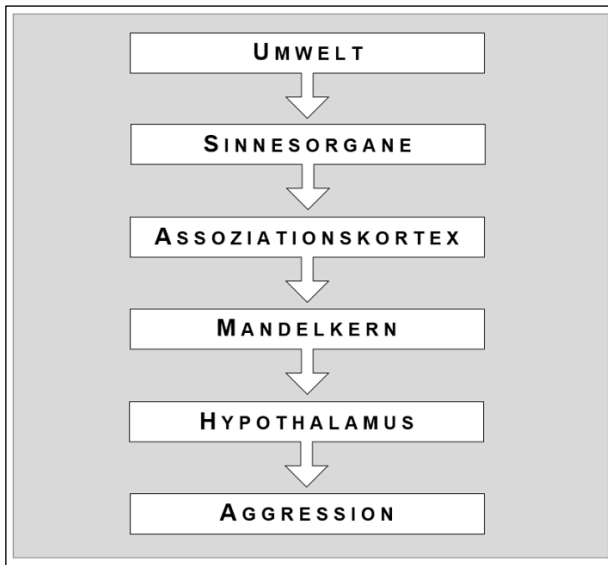 UMWELT
SINNESORGANE
ASSOZIATIONSKORTEX
MANDELKERN
HYPOTHALAMUS
AGGRESSION